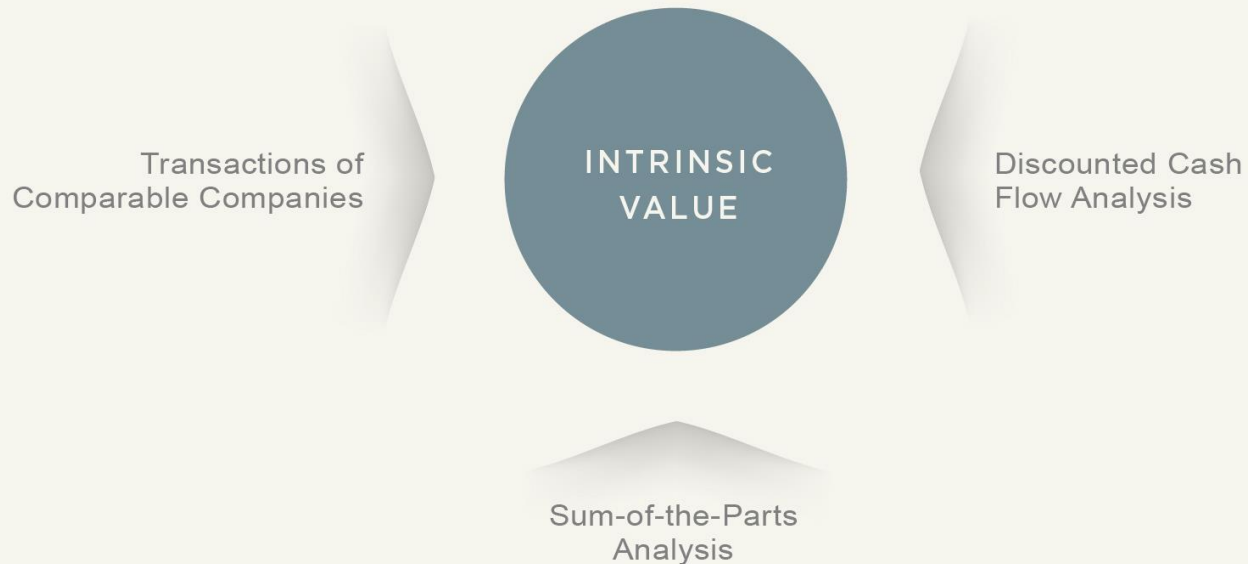 Transactions of
Comparable Companies
INTRINSIC
VALUE
Discounted Cash
Flow Analysis
Sum-of-the-Parts
Analysis